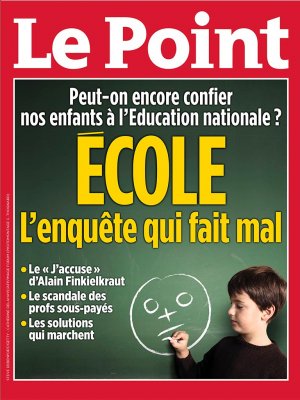 Le Point
Peut-on encore confier
nos enfants à l'Education nationale ?
ÉCOLE
L'enquête qui fait mal
• Le « J'accuse »
d'Alain Finkielkraut
• Le scandale des
profs sous-payés
• Les solutions
qui marchent